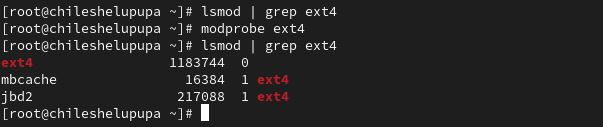 [root@chileshelupupa ~]# lsmod | grep ext4
[root@chileshelupupa ~]# modprobe ext4
[root@chileshelupupa ~]# lsmod | grep ext4
ext4                 1183744  0
mbcache                16384  1 ext4
jbd2                  217088  1 ext4
[root@chileshelupupa ~]#